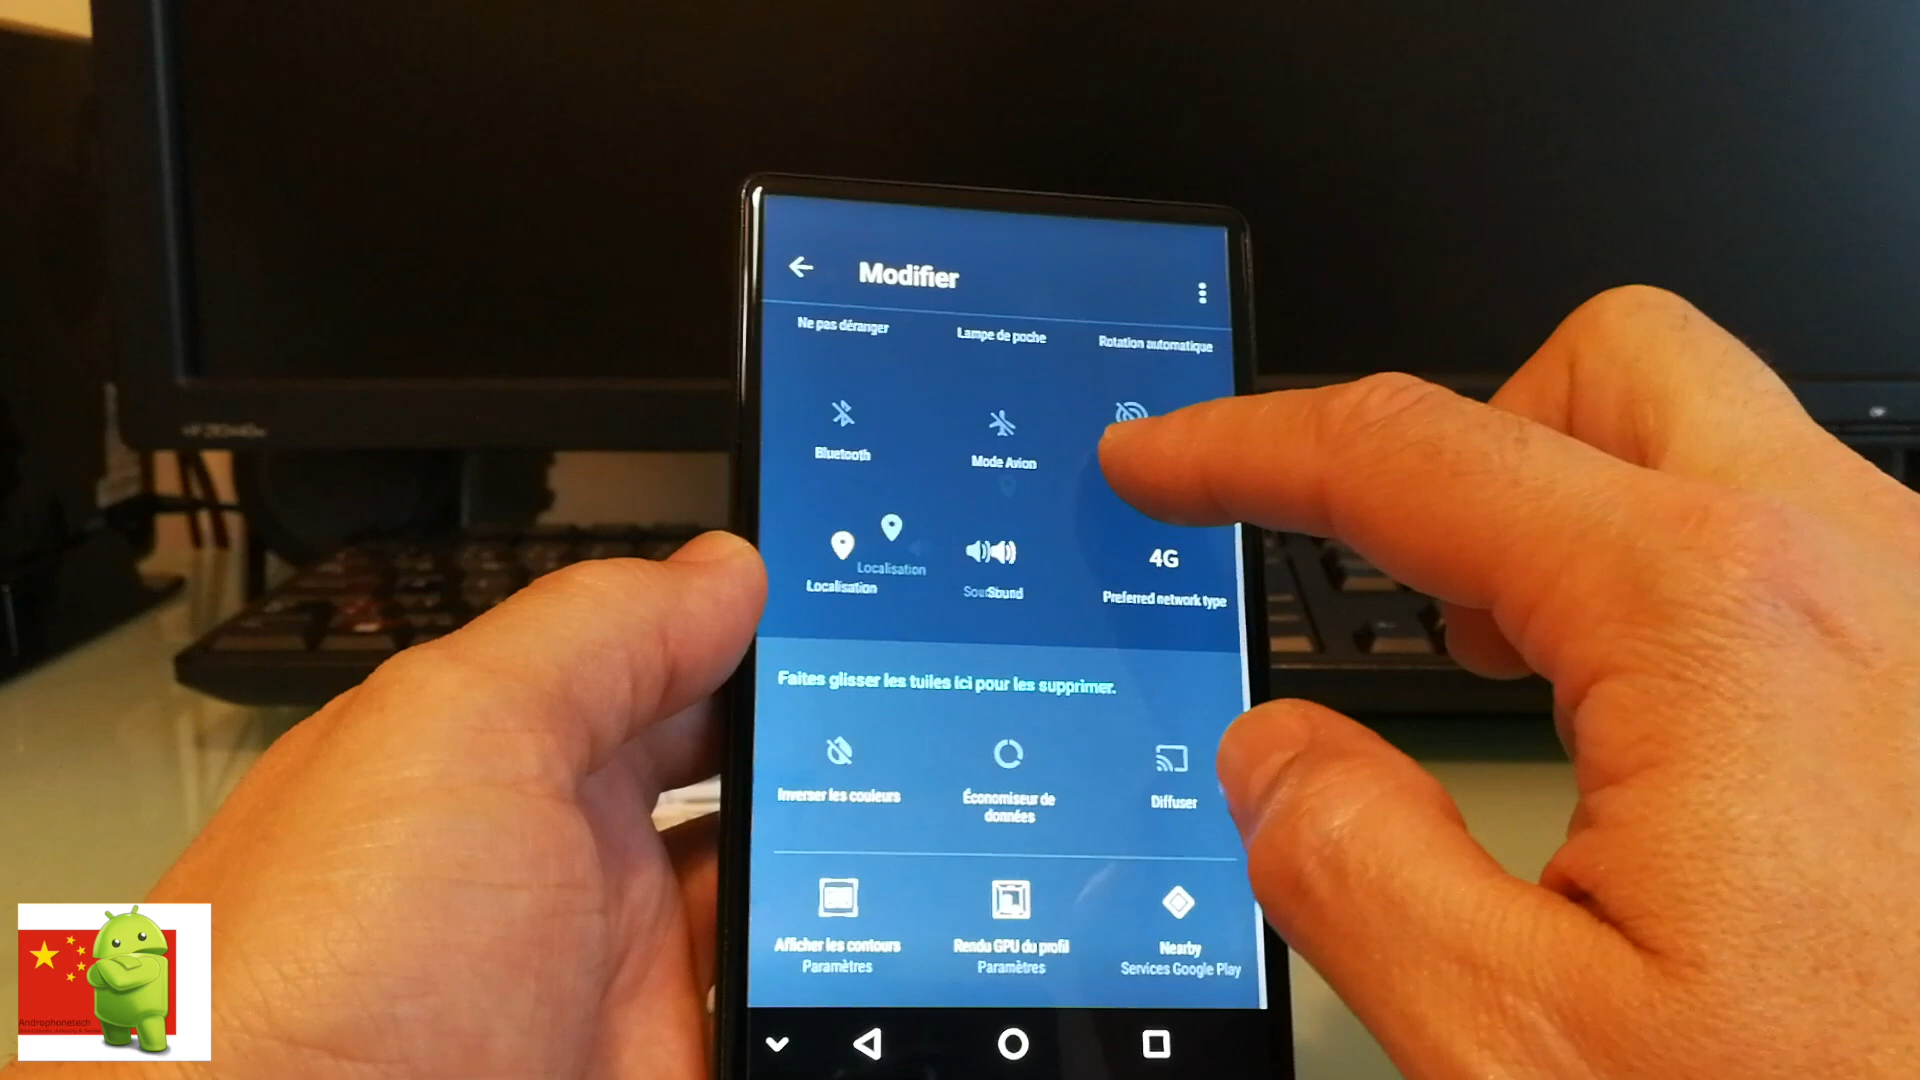 Modifier
Ne pas déranger
Lampe de poche
Rotation automatique
Bluetooth
Mode Avion
Localisation
Localisation
Sound
4G
Preferred network type
Faites glisser les tuiles ici pour les supprimer.
Inverser les couleurs
Économiseur de
données
Diffuser
Afficher les contours
Paramètres
Rendu GPU du profil
Paramètres
Nearby
Services Google Play
Androphonetech